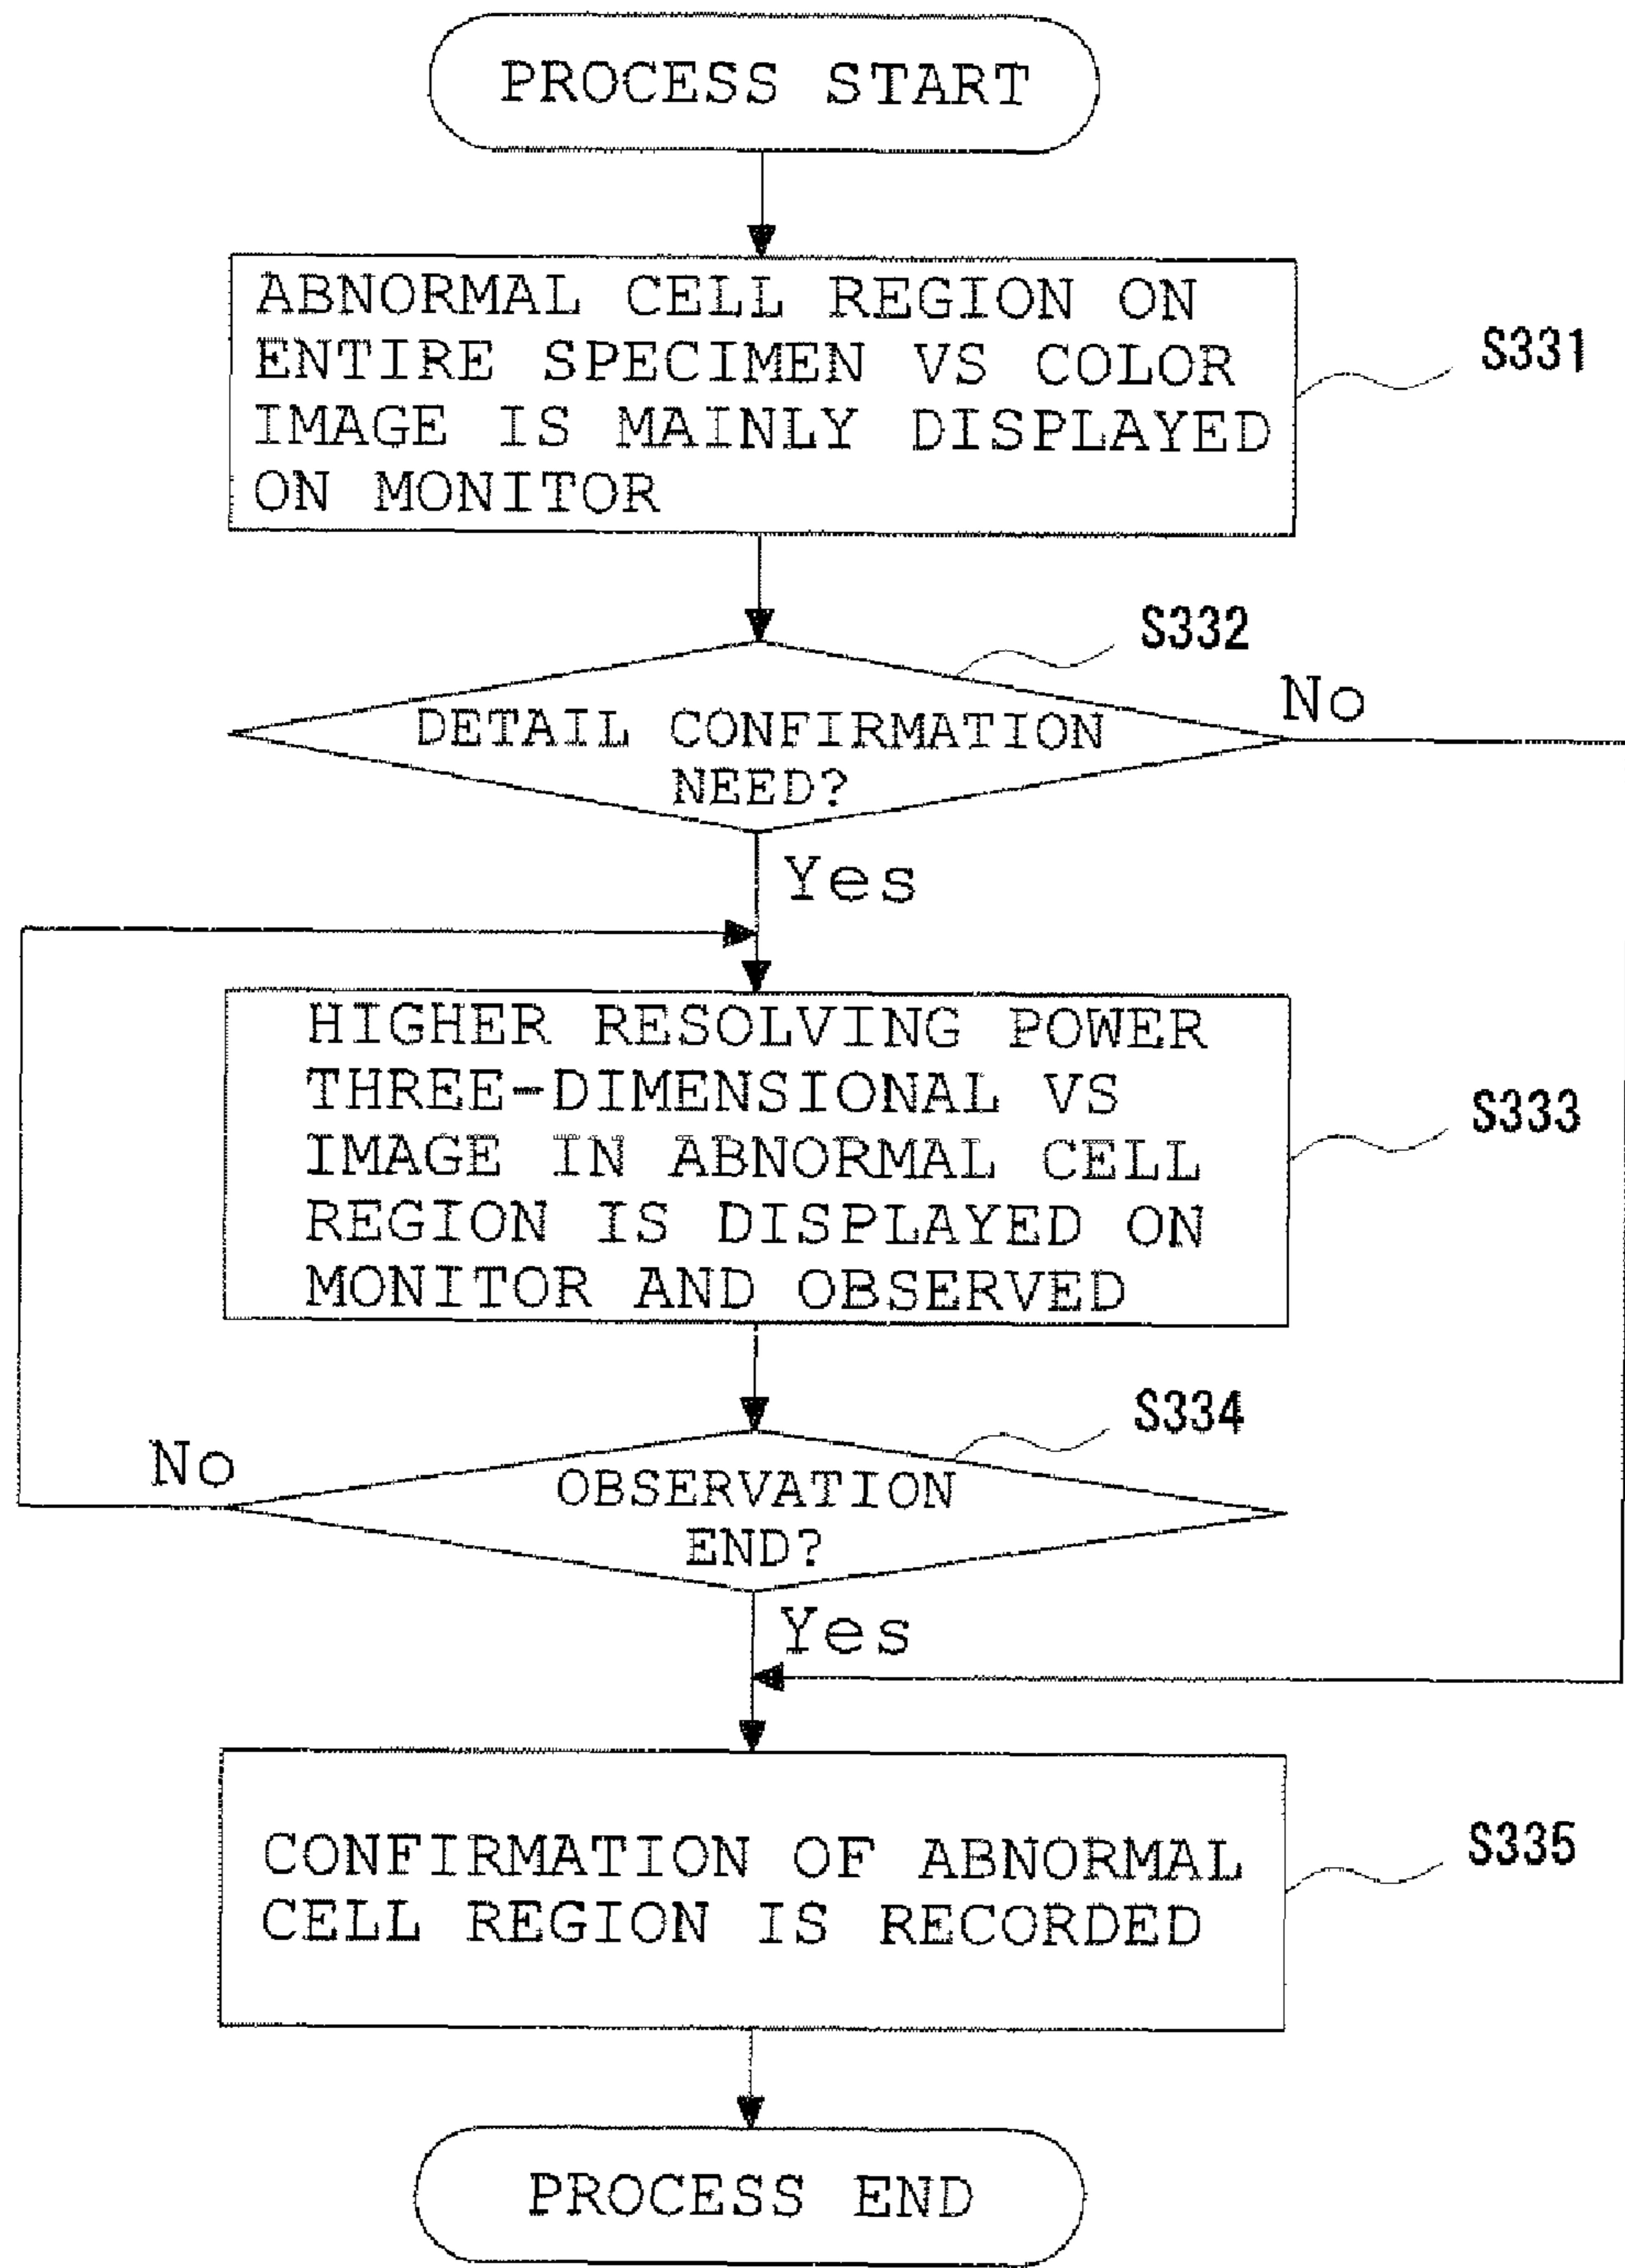 PROCESS START
ABNORMAL CELL REGION ON
ENTIRE SPECIMEN VS COLOR
IMAGE IS MAINLY DISPLAYED
ON MONITOR
S331
S332
DETAIL CONFIRMATION
NEED?
No
Yes
HIGHER RESOLVING POWER
THREE-DIMENSIONAL VS
IMAGE IN ABNORMAL CELL
REGION IS DISPLAYED ON
MONITOR AND OBSERVED
S333
S334
No
OBSERVATION
END?
Yes
CONFIRMATION OF ABNORMAL
CELL REGION IS RECORDED
S335
PROCESS END